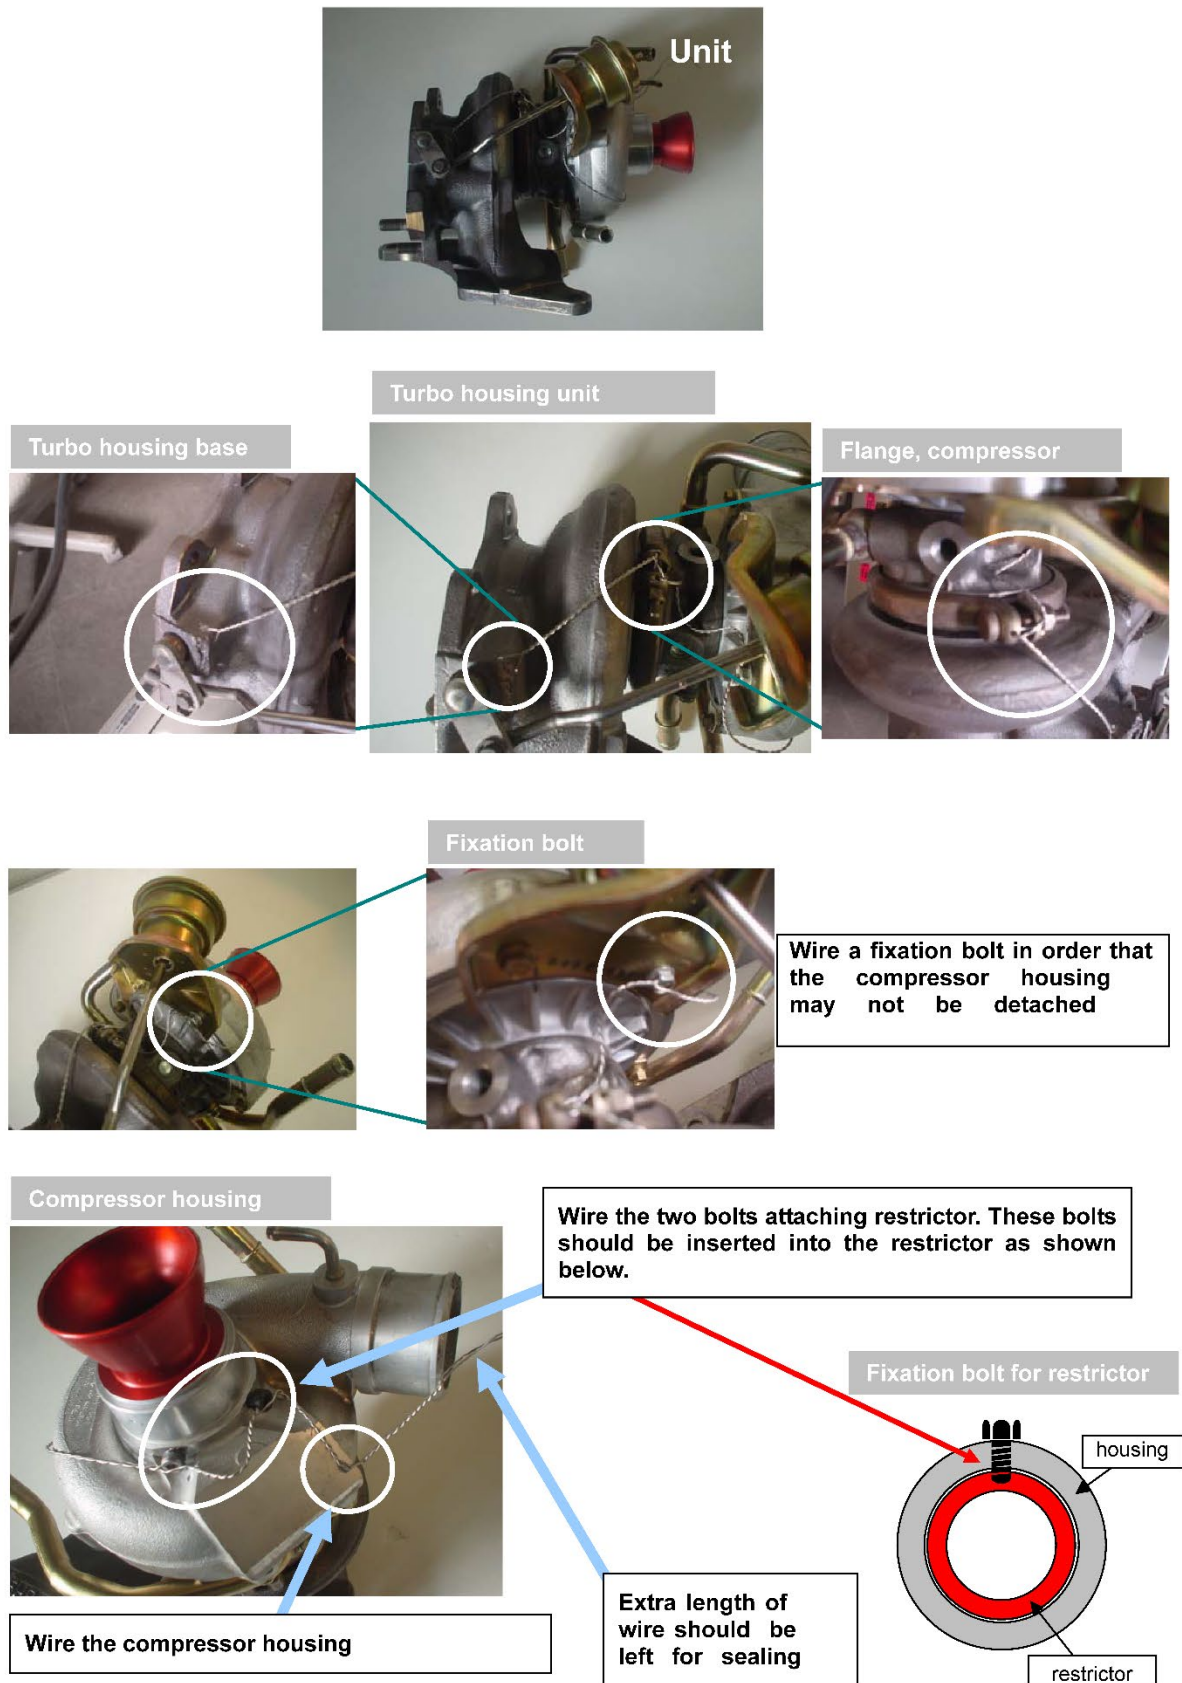 Unit
Turbo housing unit
Turbo housing base
Flange, compressor
Fixation bolt
Wire a fixation bolt in order that
the compressor housing
may not be detached
Compressor housing
Wire the two bolts attaching restrictor. These bolts
should be inserted into the restrictor as shown
below.
Fixation bolt for restrictor
housing
Extra length of
wire should be
left for sealing
Wire the compressor housing
restrictor